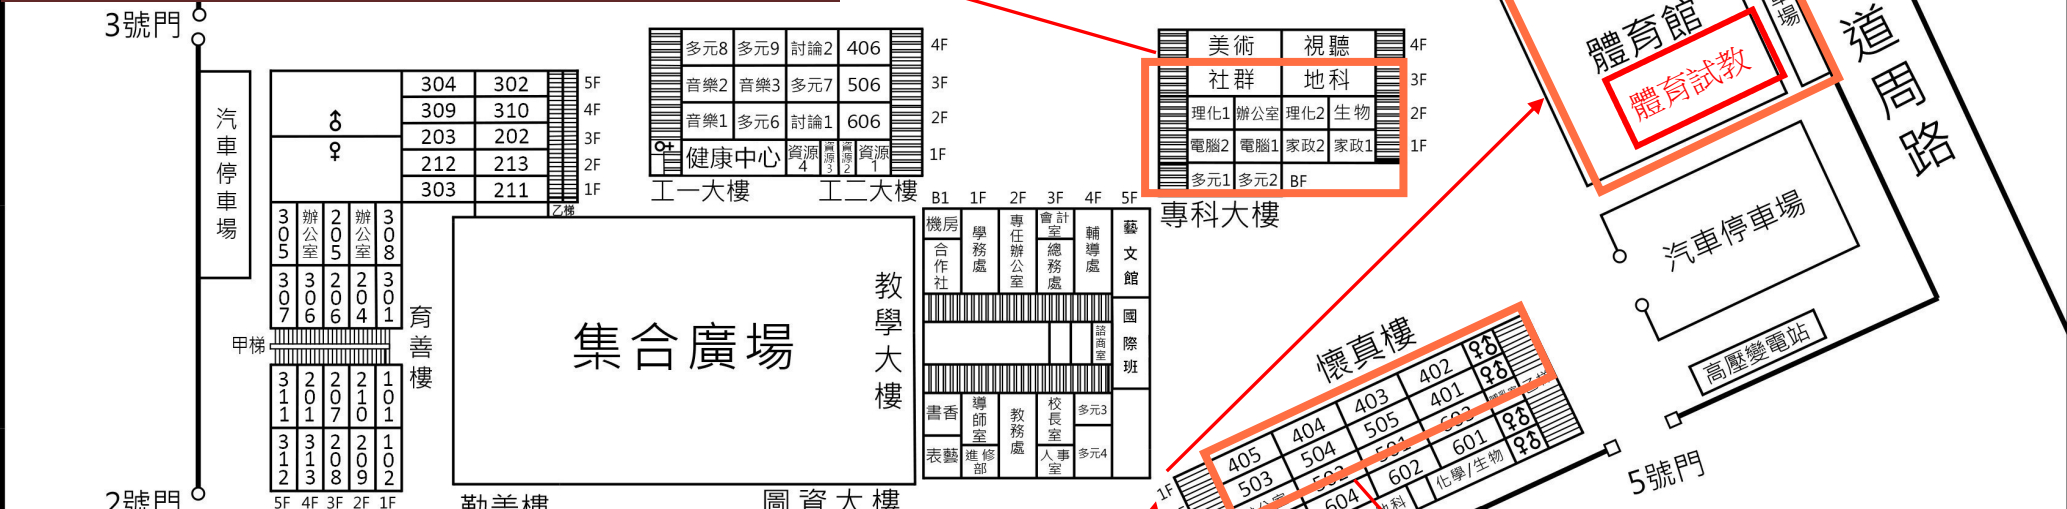 3號門
汽車停車場
304 302 5F
309 310 4F
203 202 3F
212 213 2F
303 211 1F
♂
♀
乙梯
305 辦公室 205 辦公室 308
307 306 206 204 301
甲梯
311 201 207 210 101
312 313 208 209 102
5F 4F 3F 2F 1F
育善樓
2號門
多元8 多元9 討論2 406 4F
音樂2 音樂3 多元7 506 3F
音樂1 多元6 討論1 606 2F
健康中心 資源4 資源3 資源2 資源1 1F
工一大樓 工二大樓
集合廣場
勤美樓
圖資大樓
教學大樓
B1 1F 2F 3F 4F 5F
機房 學務處 專任辦公室 會計室 輔導處 藝文館
合作社 總務處
諮商室 國際班
書香 導師室 教務處 校長室 多元3
表藝 進修部 人事室 多元4
美術 視聽 4F
社群 地科 3F
理化1 辦公室 理化2 生物 2F
電腦2 電腦1 家政2 家政1 1F
多元1 多元2 BF
專科大樓
體育館
體育試教
場
道周路
汽車停車場
高壓變電站
5號門
懷真樓
405 404 403 402
503 504 505 401
502 501 603
604 602 601
化學/生物
乙梯
1F